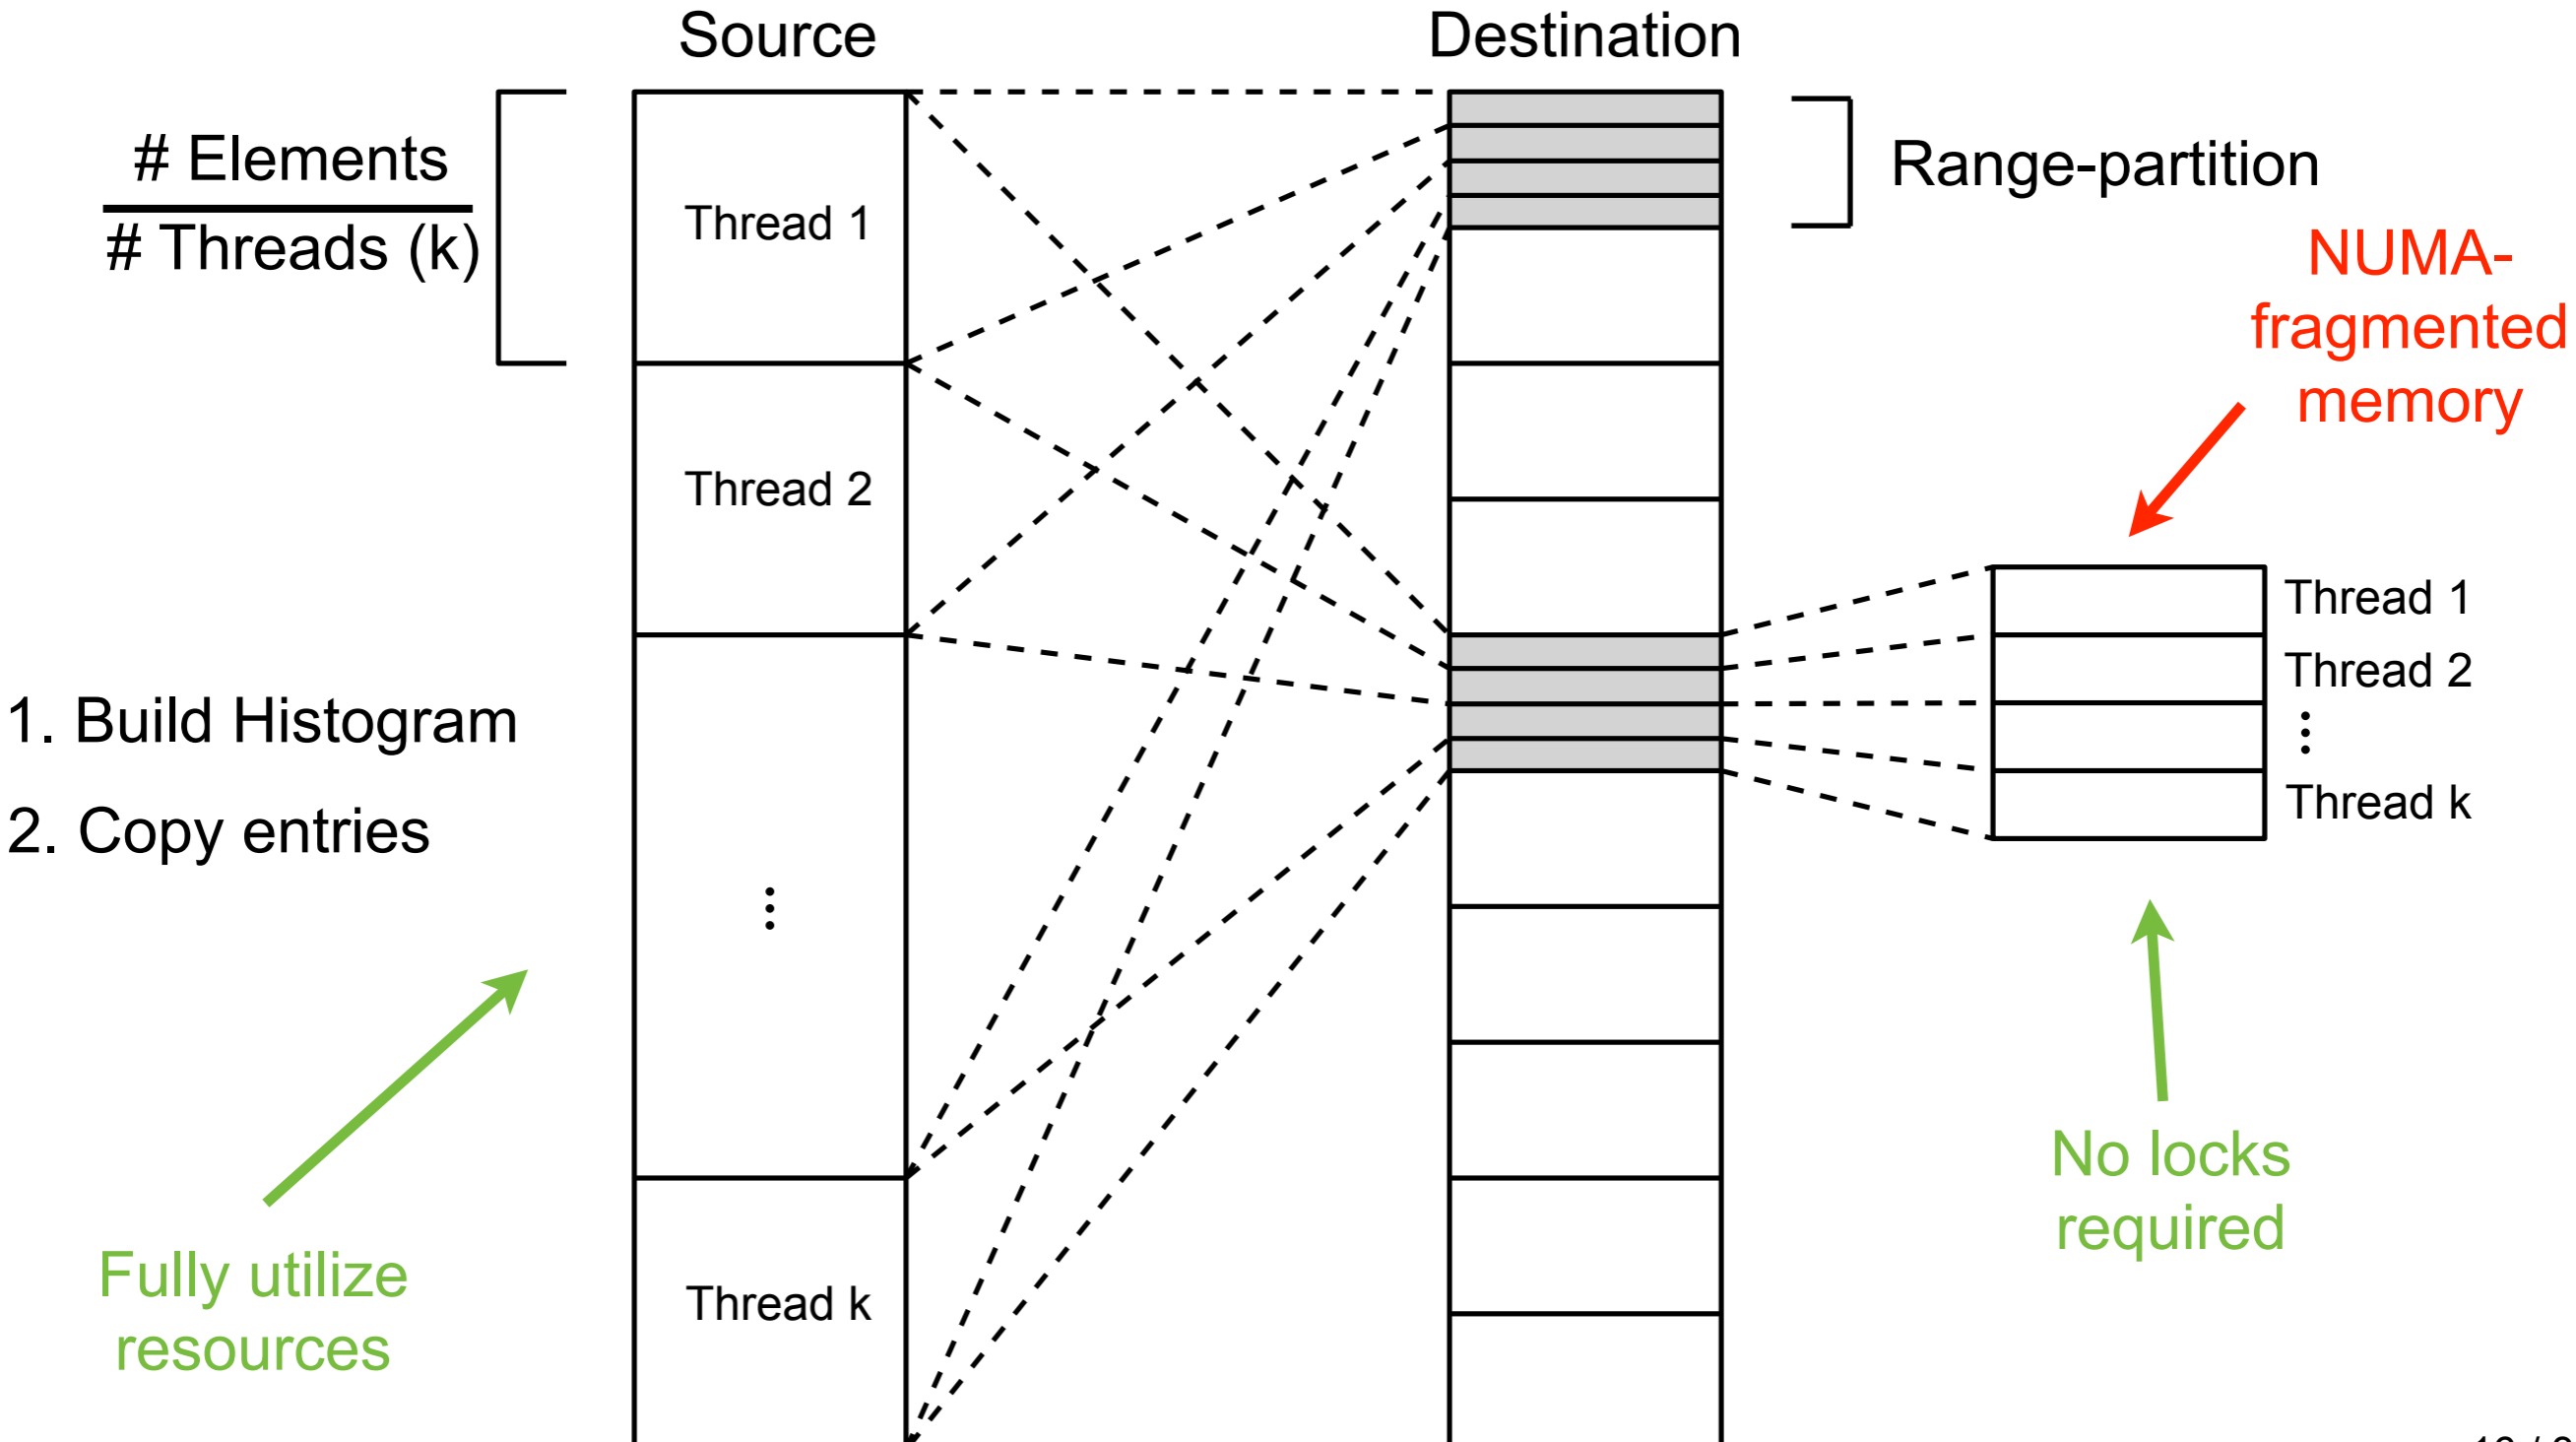 Source
Destination
# Elements
# Threads (k)
Thread 1
Range-partition
NUMA-
fragmented
memory
Thread 2
Thread 1
Thread 2
⋮
Thread k
1. Build Histogram
2. Copy entries
⋮
Fully utilize
resources
No locks
required
Thread k